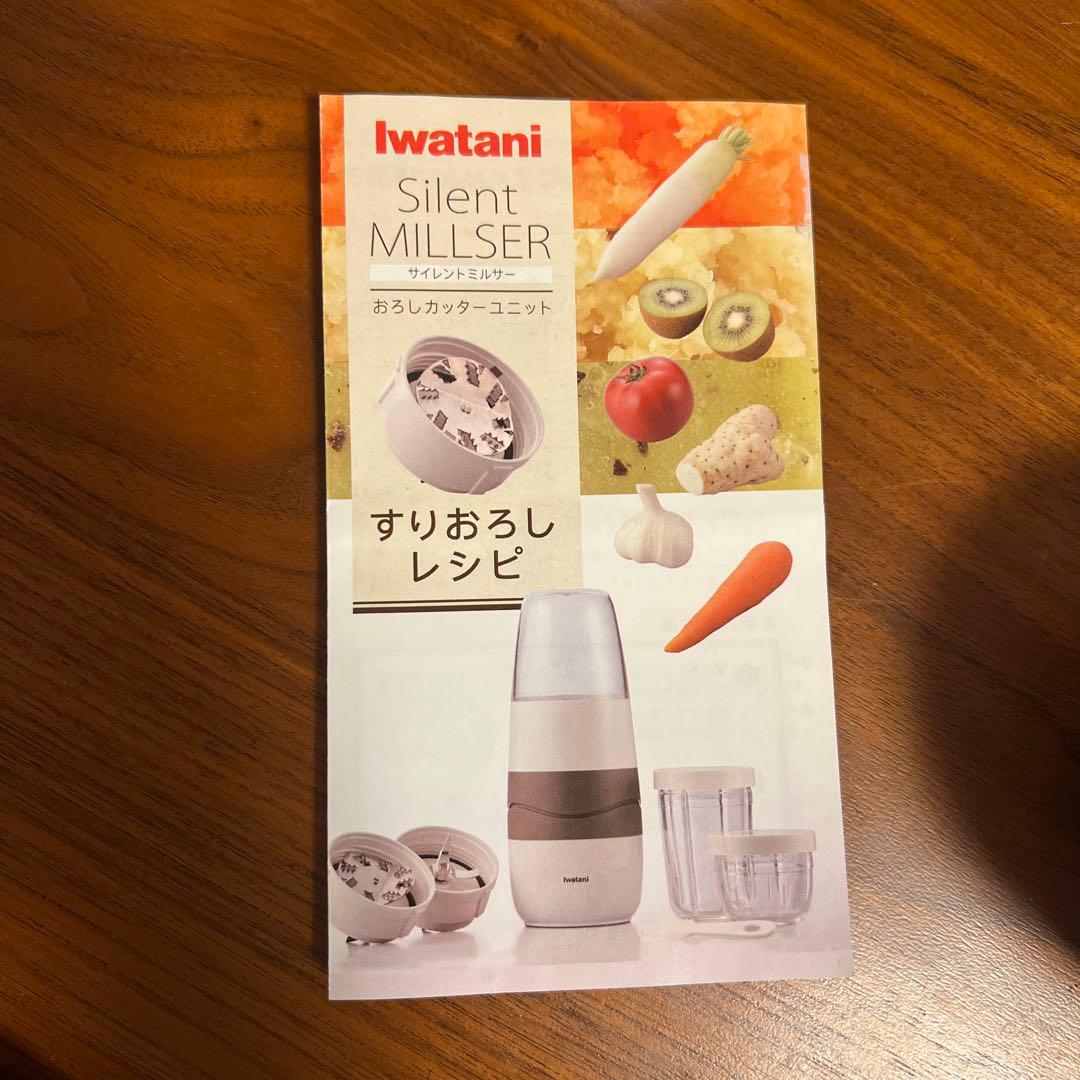 Iwatani
Silent
MILLSER
サイレントミルサー
おろしカッターユニット
すりおろし
レシピ
Iwatani